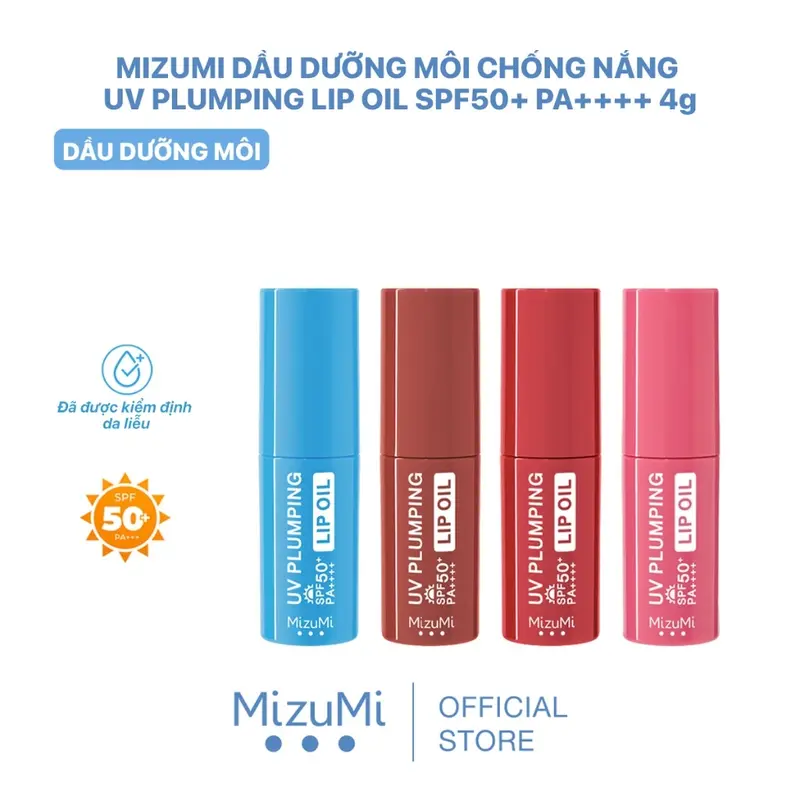 MIZUMI DẦU DƯỠNG MÔI CHỐNG NẮNG
UV PLUMPING LIP OIL SPF50+ PA++++ 4g
DẦU DƯỠNG MÔI
Đã được kiểm định
da liễu
SPF
50+
PA+++
UV PLUMPING
LIP OIL
SPF50+
PA++++
MizuMi
UV PLUMPING
LIP OIL
SPF50+
PA++++
MizuMi
UV PLUMPING
LIP OIL
SPF50+
PA++++
MizuMi
UV PLUMPING
LIP OIL
SPF50+
PA++++
MizuMi
MizuMi
OFFICIAL
STORE